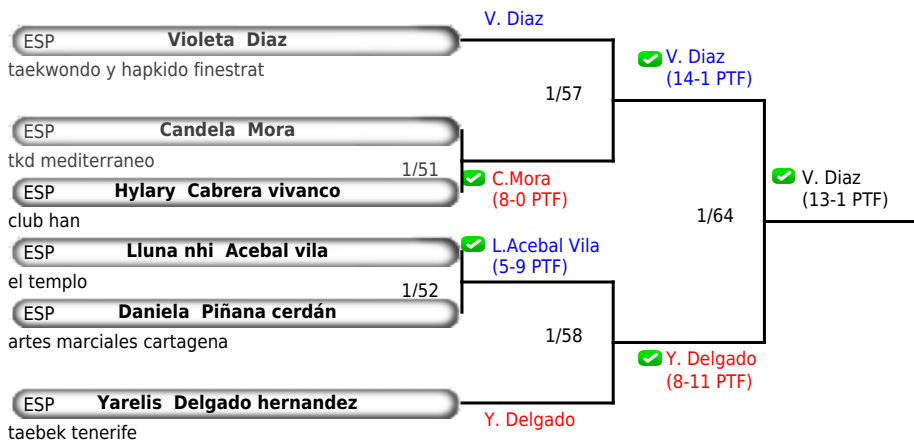 V. Diaz
ESP Violeta Diaz
taekwondo y hapkido finestrat
V. Diaz
(14-1 PTF)
1/57
ESP Candela Mora
tkd mediterraneo
1/51
C.Mora
(8-0 PTF)
ESP Hylary Cabrera vivanco
club han
V. Diaz
(13-1 PTF)
1/64
ESP Lluna nhi Acebal vila
el templo
L.Acebal Vila
(5-9 PTF)
1/52
ESP Daniela Piñana cerdán
artes marciales cartagena
1/58
Y. Delgado
(8-11 PTF)
ESP Yarelis Delgado hernandez
taebek tenerife
Y. Delgado